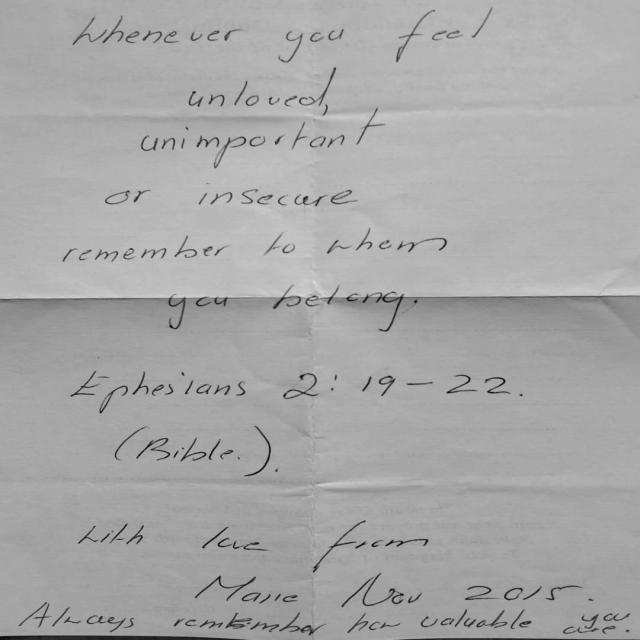 Whenever you feel
unloved,
unimportant
or insecure
remember to whom
you belong.
Ephesians 2: 19-22.
(Bible.).
With love from
Marie Nov 2015.
Always remember how valuable you
are.